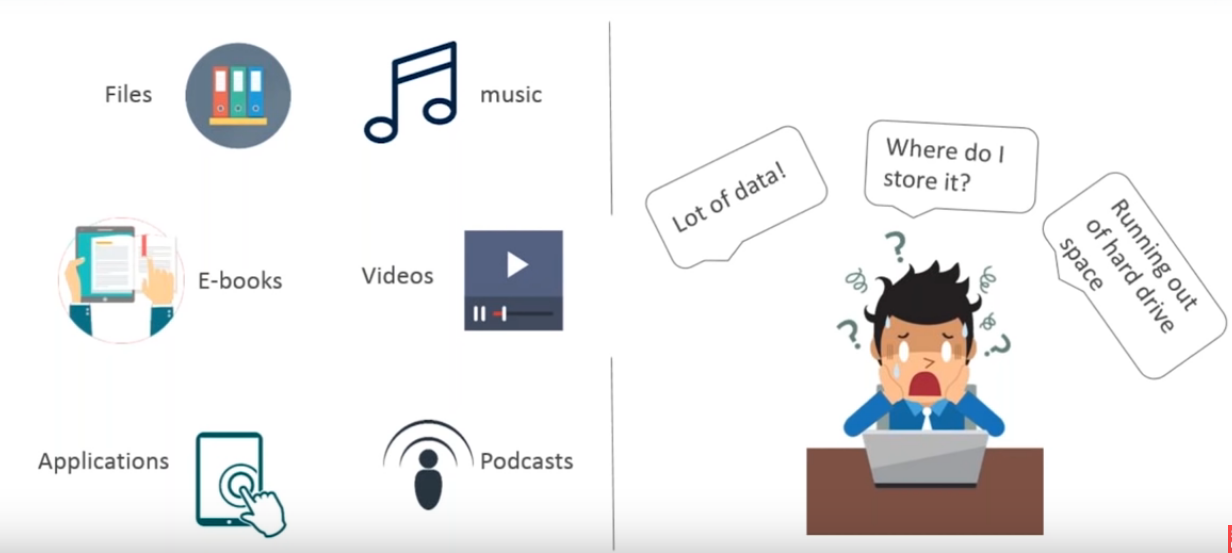 Files
music
E-books
Videos
Applications
Podcasts
Lot of data!
Where do I
store it?
Running out
of hard drive
space